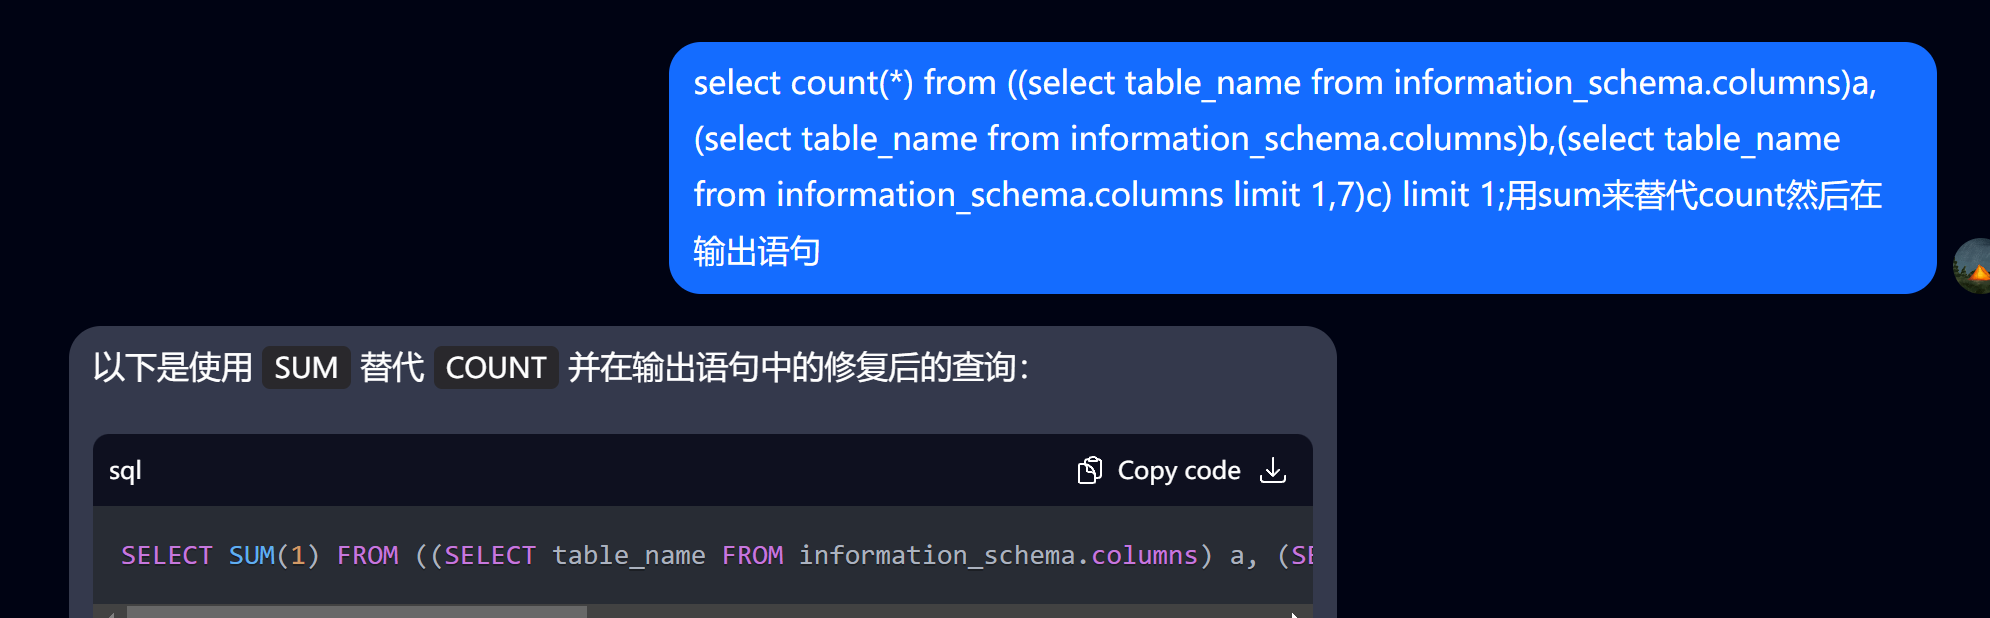 select count(*) from ((select table_name from information_schema.columns)a,
(select table_name from information_schema.columns)b,(select table_name
from information_schema.columns limit 1,7)c) limit 1;用sum来替代count然后在
输出语句
以下是使用 SUM 替代 COUNT 并在输出语句中的修复后的查询：
sql
Copy code
SELECT SUM(1) FROM ((SELECT table_name FROM information_schema.columns) a, (SE